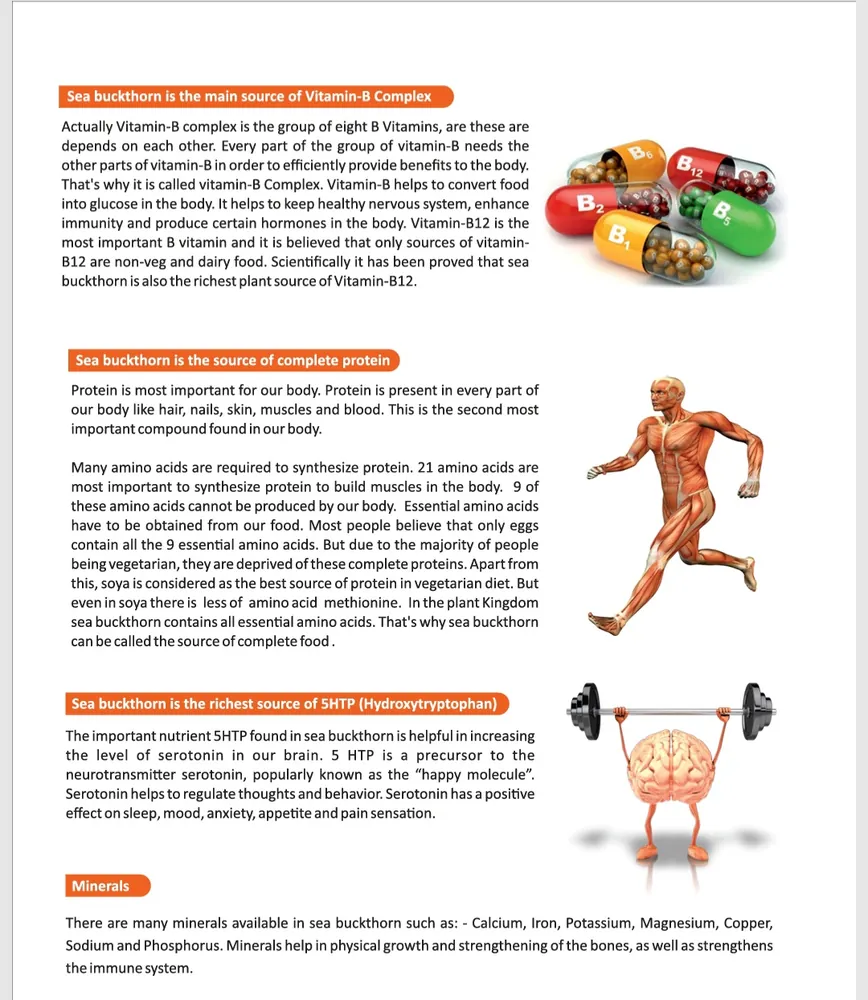 Sea buckthorn is the main source of Vitamin-B Complex
Actually Vitamin-B complex is the group of eight B Vitamins, are these are
depends on each other. Every part of the group of vitamin-B needs the
other parts of vitamin-B in order to efficiently provide benefits to the body.
That's why it is called vitamin-B Complex. Vitamin-B helps to convert food
into glucose in the body. It helps to keep healthy nervous system, enhance
immunity and produce certain hormones in the body. Vitamin-B12 is the
most important B vitamin and it is believed that only sources of vitamin-
B12 are non-veg and dairy food. Scientifically it has been proved that sea
buckthorn is also the richest plant source of Vitamin-B12.
B6
B12
B2
B5
B1
Sea buckthorn is the source of complete protein
Protein is most important for our body. Protein is present in every part of
our body like hair, nails, skin, muscles and blood. This is the second most
important compound found in our body.
Many amino acids are required to synthesize protein. 21 amino acids are
most important to synthesize protein to build muscles in the body. 9 of
these amino acids cannot be produced by our body. Essential amino acids
have to be obtained from our food. Most people believe that only eggs
contain all the 9 essential amino acids. But due to the majority of people
being vegetarian, they are deprived of these complete proteins. Apart from
this, soya is considered as the best source of protein in vegetarian diet. But
even in soya there is less of amino acid methionine. In the plant Kingdom
sea buckthorn contains all essential amino acids. That's why sea buckthorn
can be called the source of complete food .
Sea buckthorn is the richest source of 5HTP (Hydroxytryptophan)
The important nutrient 5HTP found in sea buckthorn is helpful in increasing
the level of serotonin in our brain. 5 HTP is a precursor to the
neurotransmitter serotonin, popularly known as the “happy molecule”.
Serotonin helps to regulate thoughts and behavior. Serotonin has a positive
effect on sleep, mood, anxiety, appetite and pain sensation.
Minerals
There are many minerals available in sea buckthorn such as: - Calcium, Iron, Potassium, Magnesium, Copper,
Sodium and Phosphorus. Minerals help in physical growth and strengthening of the bones, as well as strengthens
the immune system.